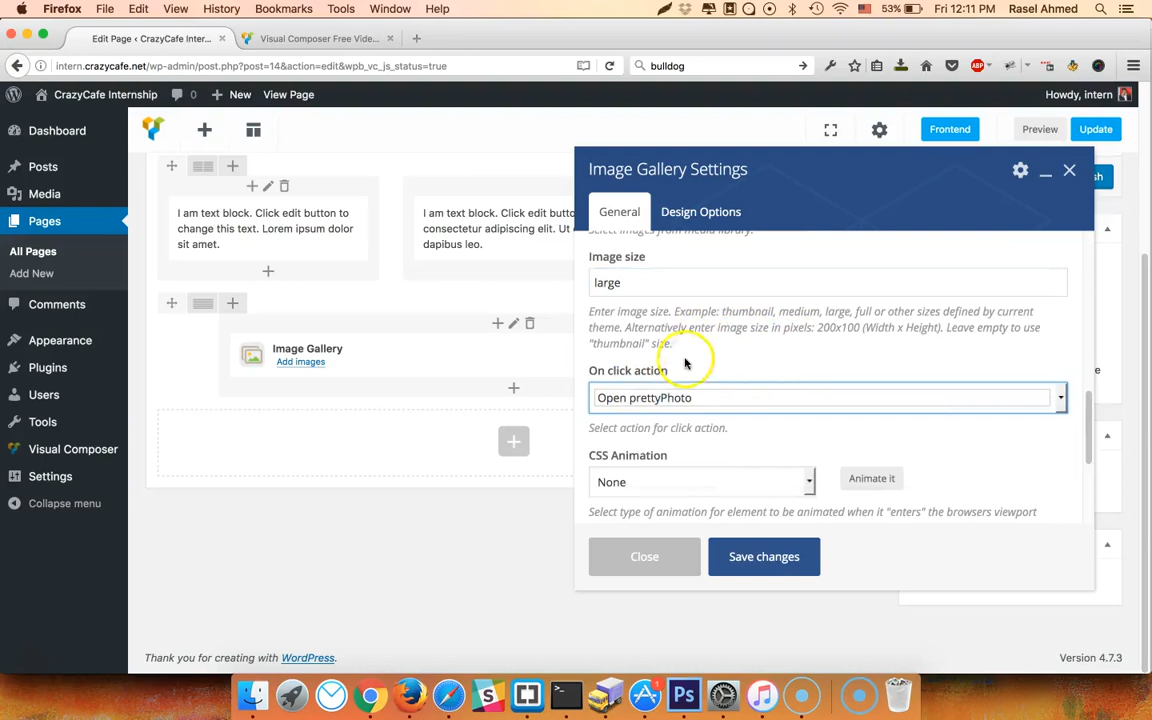 Firefox File Edit View History Bookmarks Tools Window Help 53% Fri 12:11 PM Rasel Ahmed
Edit Page ‹ CrazyCafe Inter... × Visual Composer Free Vide... × +
intern.crazycafe.net/wp-admin/post.php?post=14&action=edit&wpb_vc_js_status=true bulldog
CrazyCafe Internship 0 + New View Page Howdy, intern
Dashboard
Posts
Media
Pages
All Pages
Add New
Comments
Appearance
Plugins
Users
Tools
Visual Composer
Settings
Collapse menu
Frontend Preview Update
I am text block. Click edit button to
change this text. Lorem ipsum dolor
sit amet.
I am text block. Click edit
consectetur adipiscing elit. Ut
dapibus leo.
Image Gallery
Add images
Image Gallery Settings
General Design Options
Select images from media library.
Image size
large
Enter image size. Example: thumbnail, medium, large, full or other sizes defined by current
theme. Alternatively enter image size in pixels: 200x100 (Width x Height). Leave empty to use
"thumbnail" size.
On click action
Open prettyPhoto
Select action for click action.
CSS Animation
None Animate it
Select type of animation for element to be animated when it "enters" the browsers viewport
Close Save changes
sh
e
Thank you for creating with WordPress. Version 4.7.3